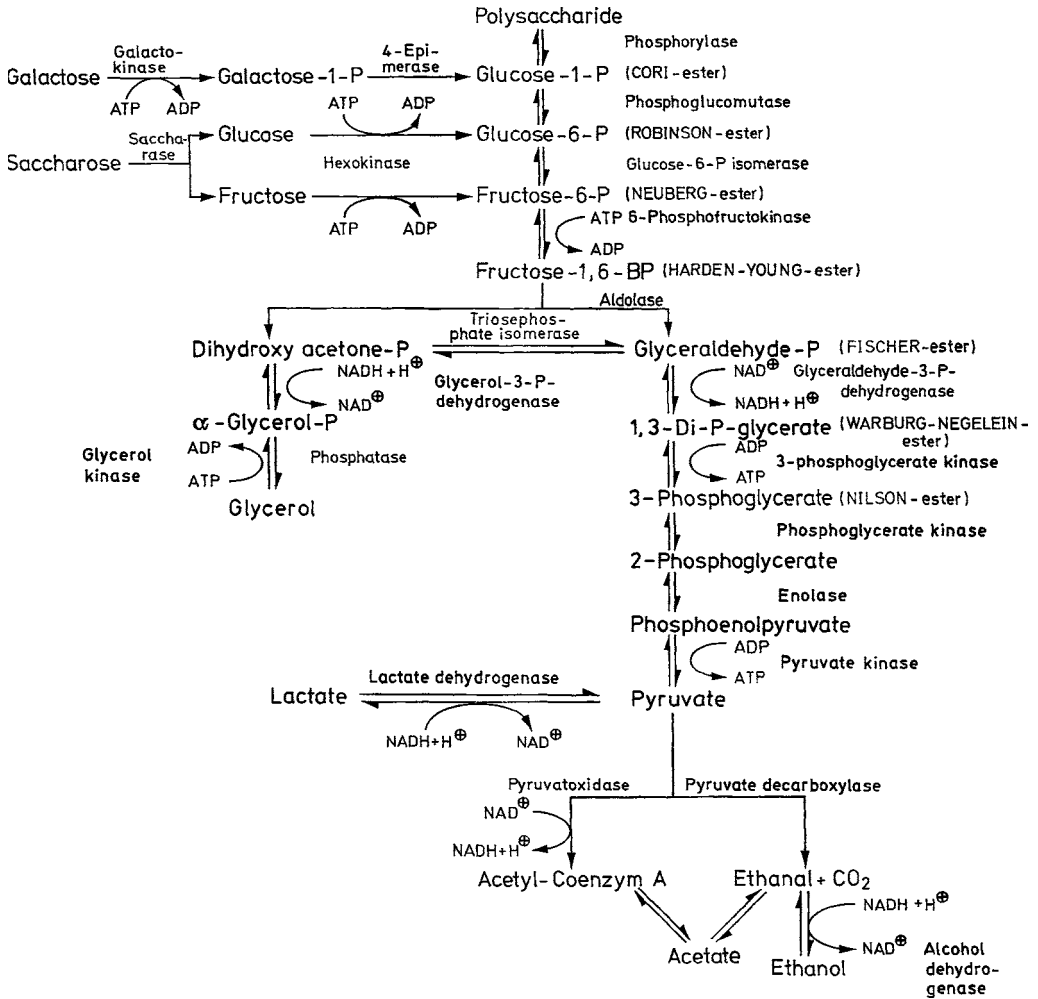 Polysaccharide
Phosphorylase
Galacto-
kinase
4-Epi-
merase
Galactose
Galactose-1-P
Glucose-1-P
(CORI-ester)
ATP
ADP
ATP
ADP
Phosphoglucomutase
Saccha-
rase
Glucose
Glucose-6-P
(ROBINSON-ester)
Saccharose
Hexokinase
Glucose-6-P isomerase
Fructose
Fructose-6-P
(NEUBERG-ester)
ATP
ADP
ATP
6-Phosphofructokinase
ADP
Fructose-1,6-BP
(HARDEN-YOUNG-ester)
Aldolase
Triosephos-
phate isomerase
Dihydroxy acetone-P
Glyceraldehyde-P
(FISCHER-ester)
NADH+H⊕
NAD⊕
Glycerol-3-P-
dehydrogenase
NAD⊕
NADH+H⊕
Glyceraldehyde-3-P-
dehydrogenase
α-Glycerol-P
1,3-Di-P-glycerate
(WARBURG-NEGELEIN-
ester)
Glycerol
kinase
ADP
ATP
Phosphatase
ADP
ATP
3-phosphoglycerate kinase
Glycerol
3-Phosphoglycerate
(NILSON-ester)
Phosphoglycerate kinase
2-Phosphoglycerate
Enolase
Phosphoenolpyruvate
ADP
ATP
Pyruvate kinase
Lactate dehydrogenase
Lactate
Pyruvate
NADH+H⊕
NAD⊕
Pyruvatoxidase
Pyruvate decarboxylase
NAD⊕
NADH+H⊕
Acetyl-Coenzym A
Ethanal + CO2
NADH+H⊕
NAD⊕
Alcohol
dehydro-
genase
Acetate
Ethanol